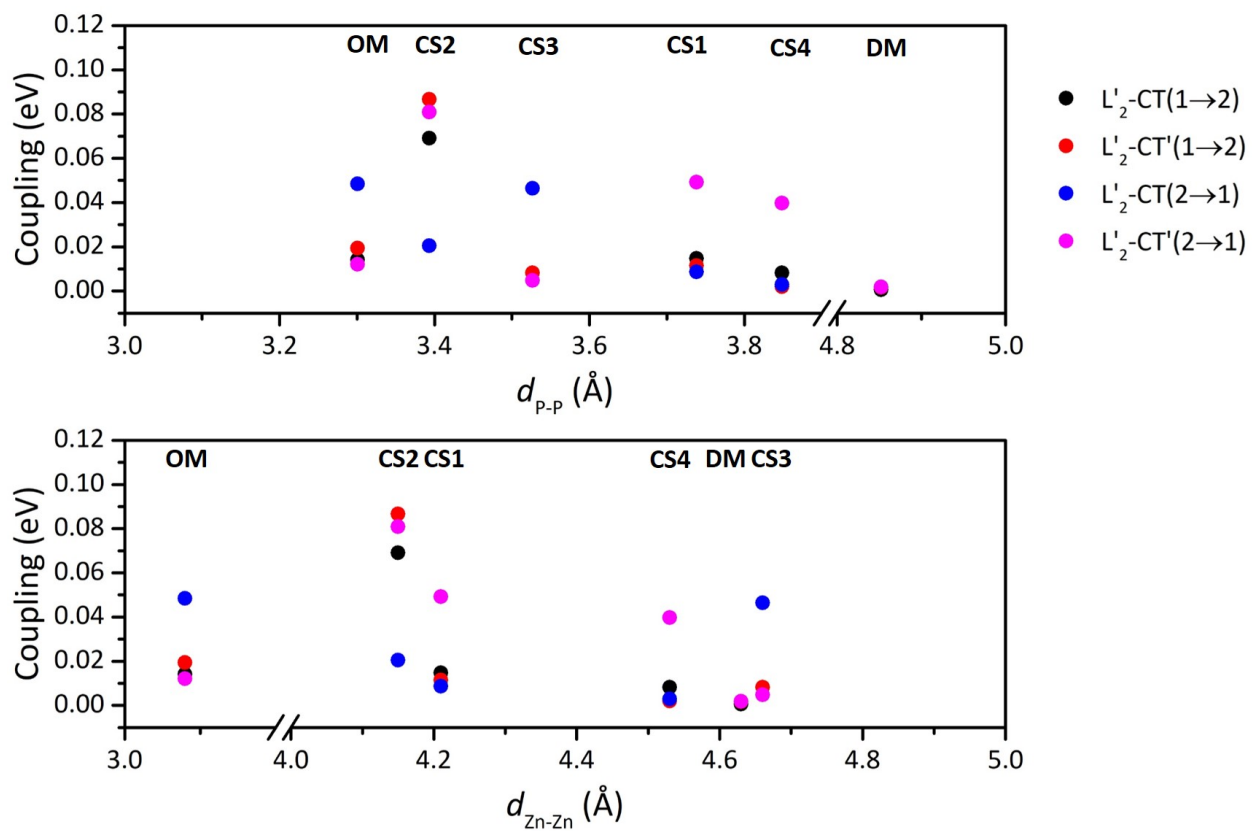 0.12
0.10
0.08
0.06
0.04
0.02
0.00
Coupling (eV)
OM CS2 CS3 CS1 CS4 DM
3.0 3.2 3.4 3.6 3.8 4.8 5.0
d_P-P (Å)
L'₂-CT(1→2)
L'₂-CT'(1→2)
L'₂-CT(2→1)
L'₂-CT'(2→1)
0.12
0.10
0.08
0.06
0.04
0.02
0.00
Coupling (eV)
OM CS2 CS1 CS4 DM CS3
3.0 4.0 4.2 4.4 4.6 4.8 5.0
d_Zn-Zn (Å)